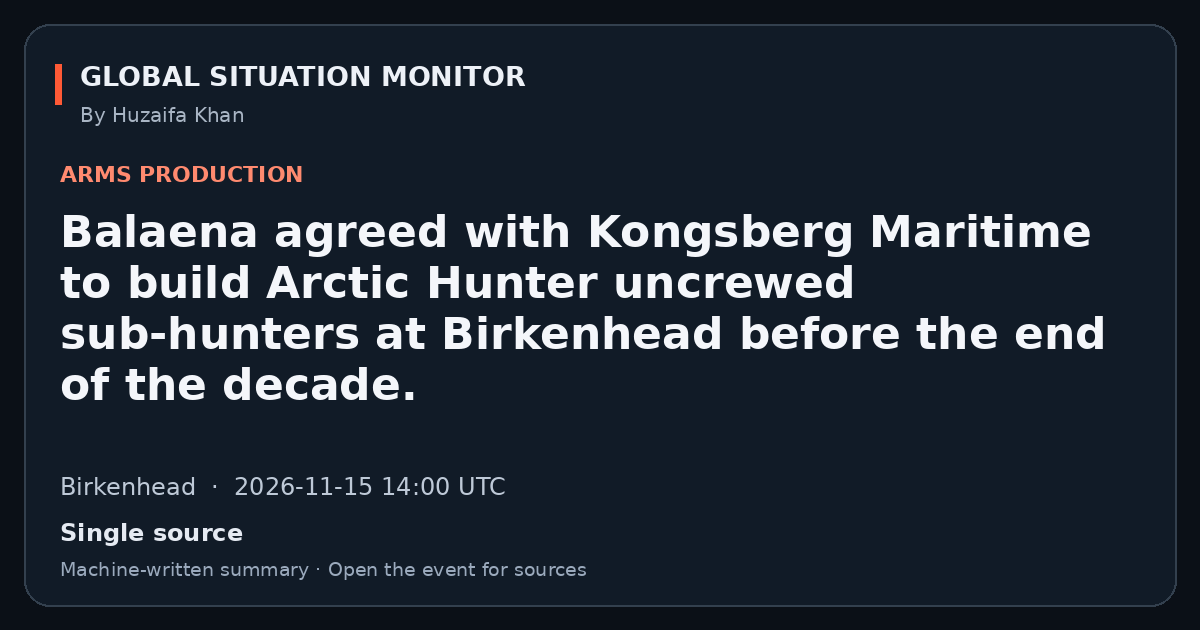 GLOBAL SITUATION MONITOR
By Huzaifa Khan
ARMS PRODUCTION
Balaena agreed with Kongsberg Maritime
to build Arctic Hunter uncrewed
sub-hunters at Birkenhead before the end
of the decade.
Birkenhead · 2026-11-15 14:00 UTC
Single source
Machine-written summary · Open the event for sources